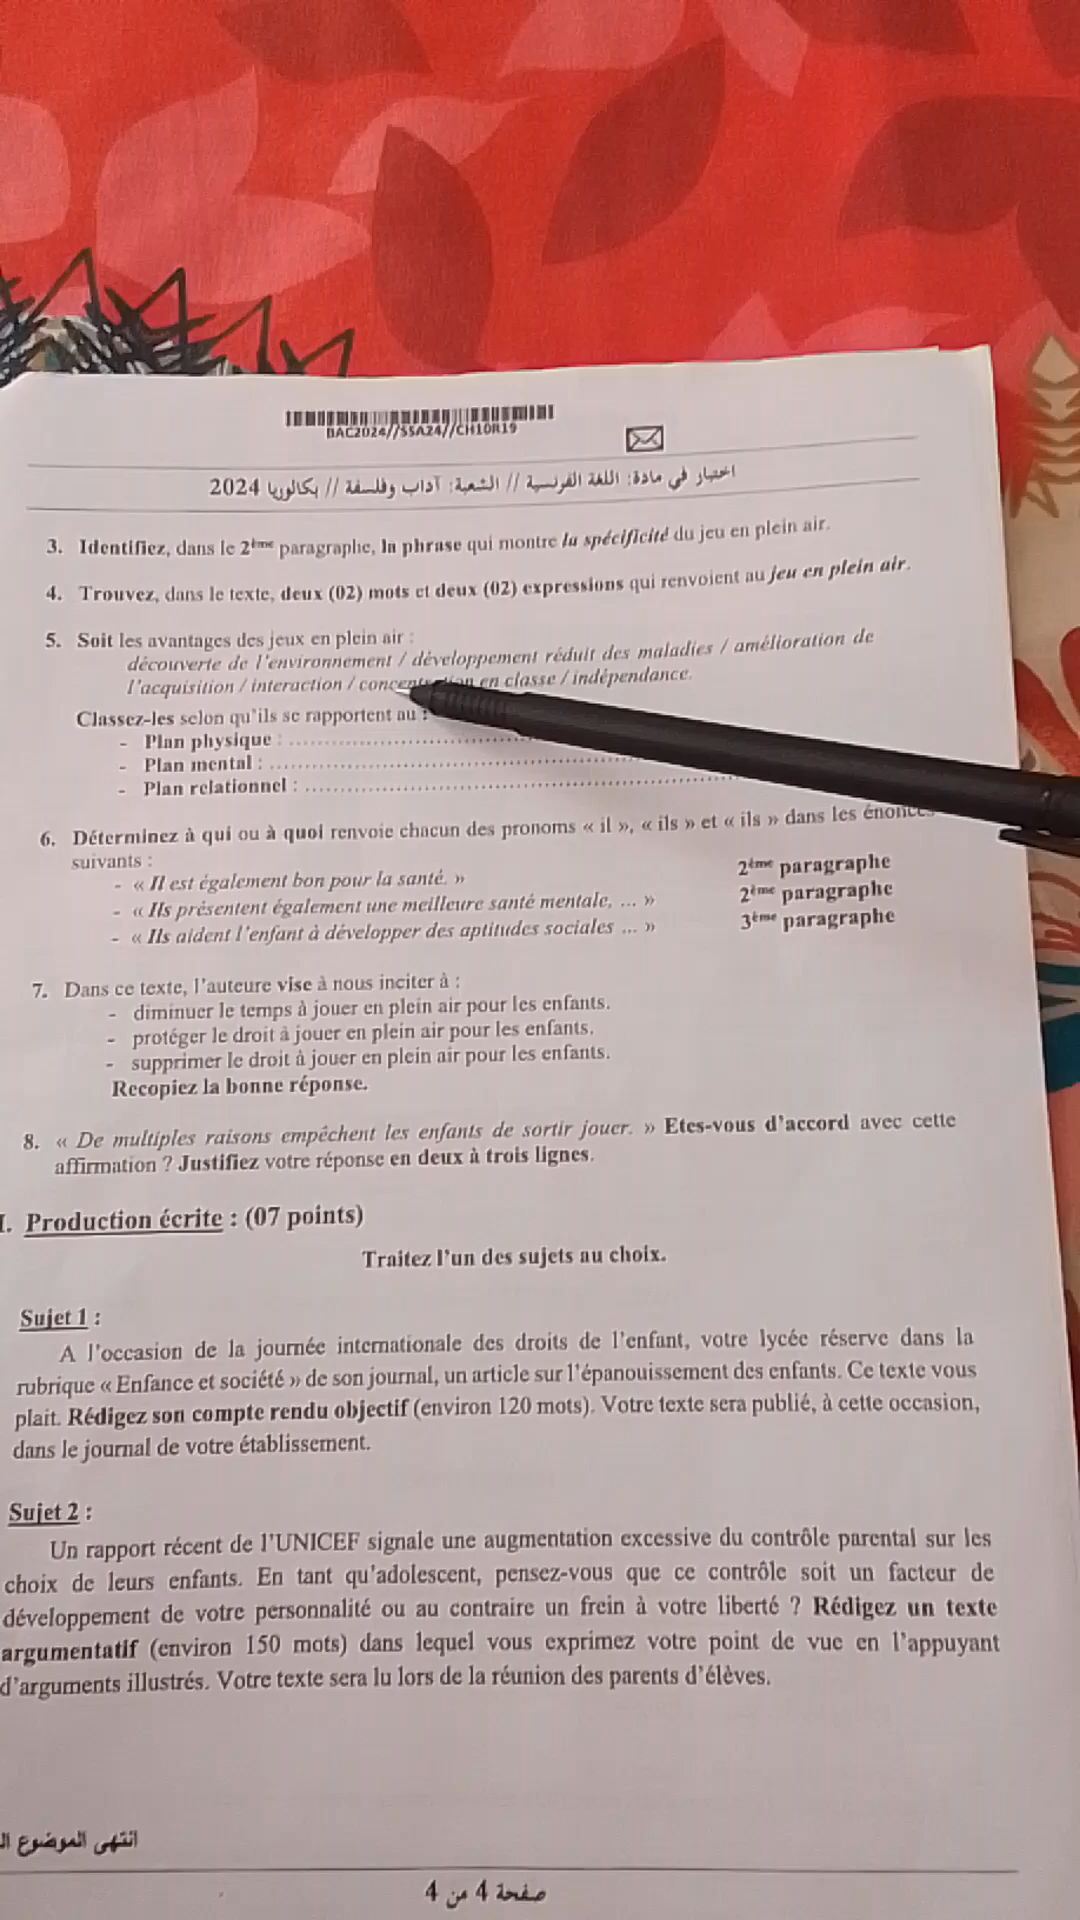 BAC2024//SSA24//CH10R19
اختبار في مادة: اللغة الفرنسية // الشعبة: آداب وفلسفة // بكالوريا 2024
3. Identifiez, dans le 2ème paragraphe, la phrase qui montre la spécificité du jeu en plein air.
4. Trouvez, dans le texte, deux (02) mots et deux (02) expressions qui renvoient au jeu en plein air.
5. Soit les avantages des jeux en plein air :
découverte de l'environnement / développement réduit des maladies / amélioration de
l'acquisition / interaction / concentration en classe / indépendance.
Classez-les selon qu'ils se rapportent au :
- Plan physique : ..............................
- Plan mental : ..............................
- Plan relationnel : ..............................
6. Déterminez à qui ou à quoi renvoie chacun des pronoms « il », « ils » et « ils » dans les énoncés
suivants :
- « Il est également bon pour la santé. » 2ème paragraphe
- « Ils présentent également une meilleure santé mentale, ... » 2ème paragraphe
- « Ils aident l'enfant à développer des aptitudes sociales ... » 3ème paragraphe
7. Dans ce texte, l'auteure vise à nous inciter à :
- diminuer le temps à jouer en plein air pour les enfants.
- protéger le droit à jouer en plein air pour les enfants.
- supprimer le droit à jouer en plein air pour les enfants.
Recopiez la bonne réponse.
8. « De multiples raisons empêchent les enfants de sortir jouer. » Etes-vous d'accord avec cette
affirmation ? Justifiez votre réponse en deux à trois lignes.
I. Production écrite : (07 points)
Traitez l'un des sujets au choix.
Sujet 1 :
A l'occasion de la journée internationale des droits de l'enfant, votre lycée réserve dans la
rubrique « Enfance et société » de son journal, un article sur l'épanouissement des enfants. Ce texte vous
plait. Rédigez son compte rendu objectif (environ 120 mots). Votre texte sera publié, à cette occasion,
dans le journal de votre établissement.
Sujet 2 :
Un rapport récent de l'UNICEF signale une augmentation excessive du contrôle parental sur les
choix de leurs enfants. En tant qu'adolescent, pensez-vous que ce contrôle soit un facteur de
développement de votre personnalité ou au contraire un frein à votre liberté ? Rédigez un texte
argumentatif (environ 150 mots) dans lequel vous exprimez votre point de vue en l'appuyant
d'arguments illustrés. Votre texte sera lu lors de la réunion des parents d'élèves.
انتهى الموضوع
صفحة 4 من 4